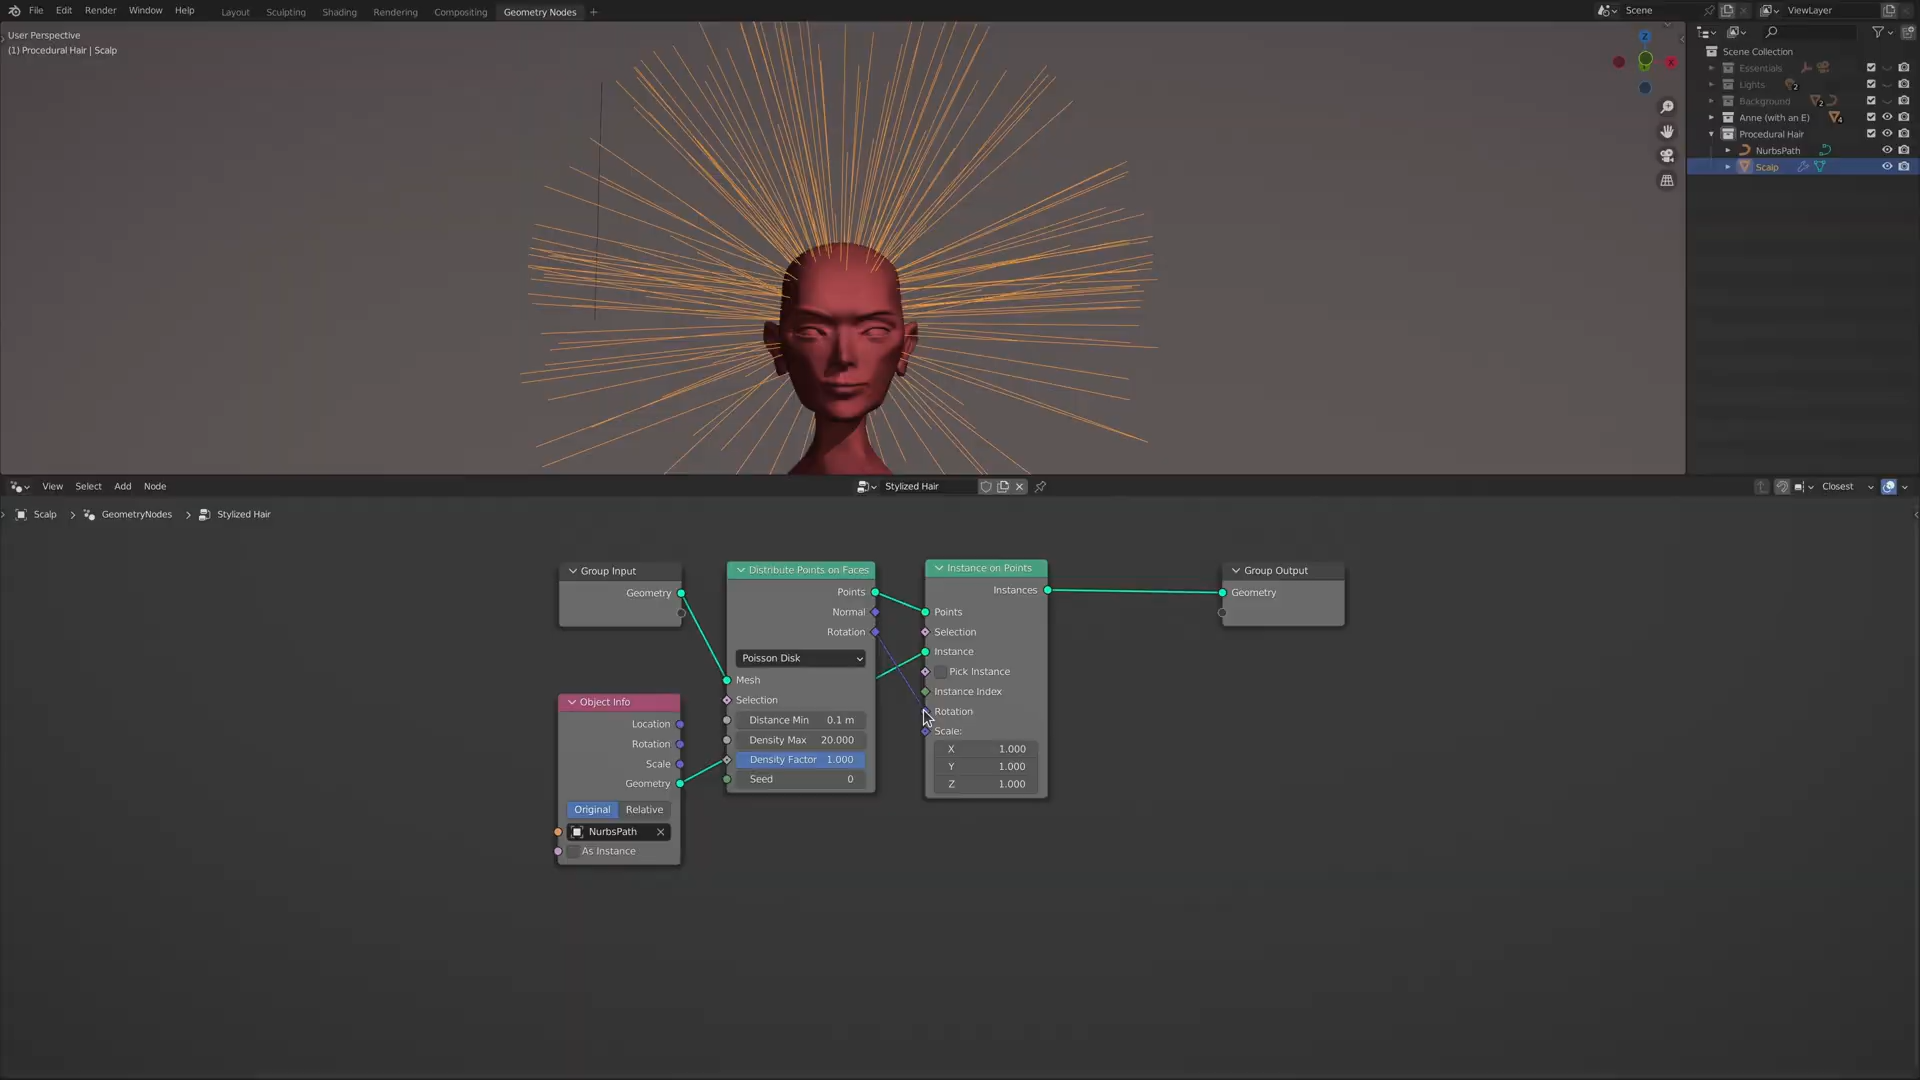 File Edit Render Window Help Layout Sculpting Shading Rendering Compositing Geometry Nodes + Scene ViewLayer
User Perspective
(1) Procedural Hair | Scalp
Z
X
Scene Collection
Essentials
Lights 2
Background 2
Anne (with an E) 4
Procedural Hair
NurbsPath
Scalp
View Select Add Node Stylized Hair Closest
Scalp > GeometryNodes > Stylized Hair
Group Input
Geometry
Object Info
Location
Rotation
Scale
Geometry
Original Relative
NurbsPath
As Instance
Distribute Points on Faces
Points
Normal
Rotation
Poisson Disk
Mesh
Selection
Distance Min 0.1 m
Density Max 20.000
Density Factor 1.000
Seed 0
Instance on Points
Instances
Points
Selection
Instance
Pick Instance
Instance Index
Rotation
Scale:
X 1.000
Y 1.000
Z 1.000
Group Output
Geometry